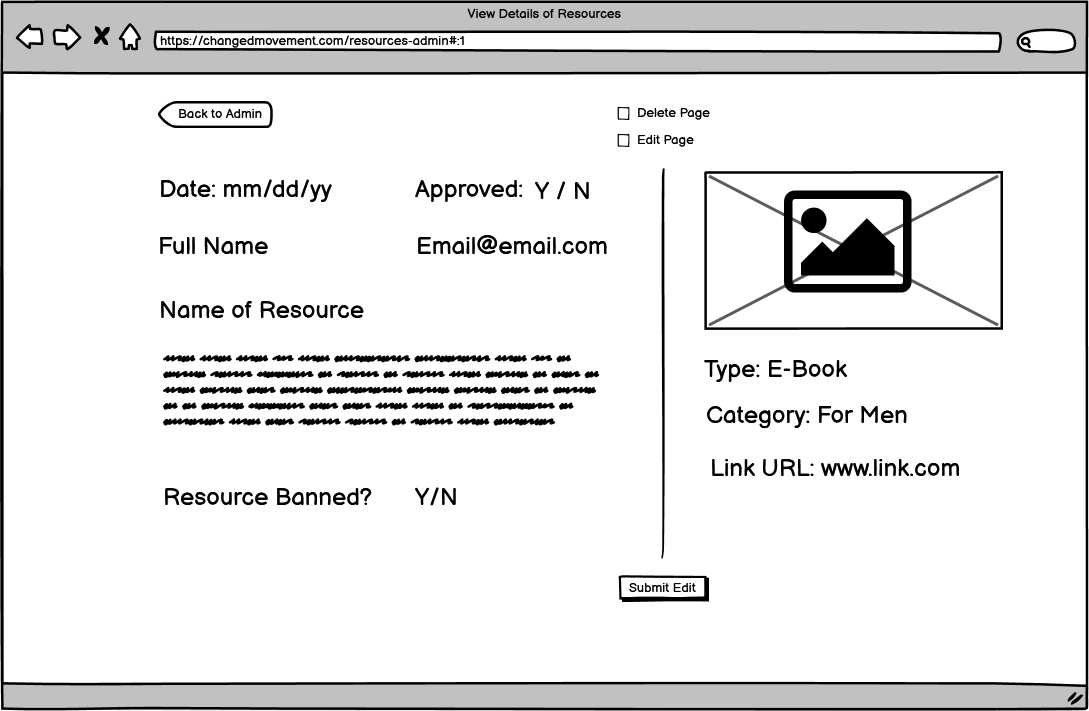 View Details of Resources
https://changedmovement.com/resources-admin#:1
Back to Admin
Delete Page
Edit Page
Date: mm/dd/yy
Approved: Y / N
Full Name
Email@email.com
Name of Resource
Resource Banned? Y/N
Type: E-Book
Category: For Men
Link URL: www.link.com
Submit Edit